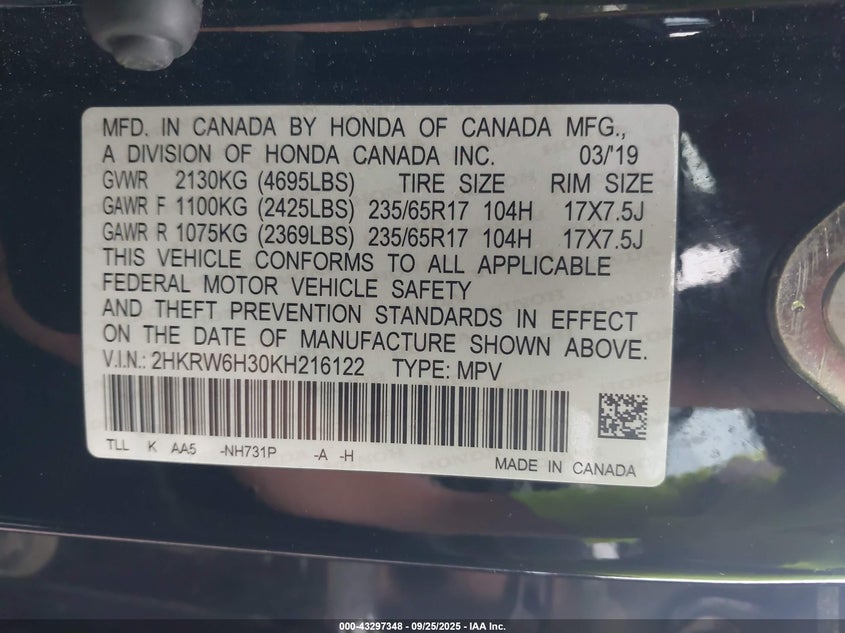 MFD. IN CANADA BY HONDA OF CANADA MFG.,
A DIVISION OF HONDA CANADA INC. 03/'19
GVWR 2130KG (4695LBS) TIRE SIZE RIM SIZE
GAWR F 1100KG (2425LBS) 235/65R17 104H 17X7.5J
GAWR R 1075KG (2369LBS) 235/65R17 104H 17X7.5J
THIS VEHICLE CONFORMS TO ALL APPLICABLE
FEDERAL MOTOR VEHICLE SAFETY
AND THEFT PREVENTION STANDARDS IN EFFECT
ON THE DATE OF MANUFACTURE SHOWN ABOVE.
V.I.N.: 2HKRW6H30KH216122 TYPE: MPV
TLL K AA5 -NH731P -A -H
MADE IN CANADA
000-43297348 - 09/25/2025 - IAA Inc.